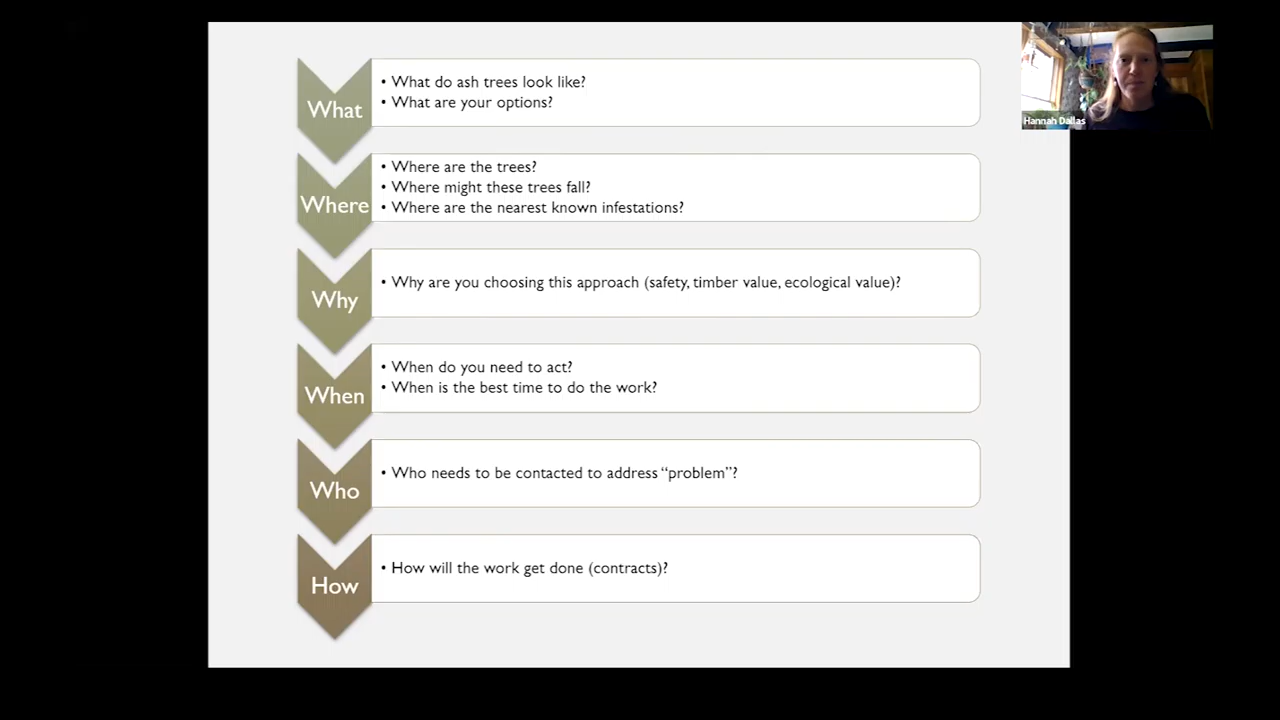 Hannah Dallas
What
• What do ash trees look like?
• What are your options?
Where
• Where are the trees?
• Where might these trees fall?
• Where are the nearest known infestations?
Why
• Why are you choosing this approach (safety, timber value, ecological value)?
When
• When do you need to act?
• When is the best time to do the work?
Who
• Who needs to be contacted to address “problem”?
How
• How will the work get done (contracts)?